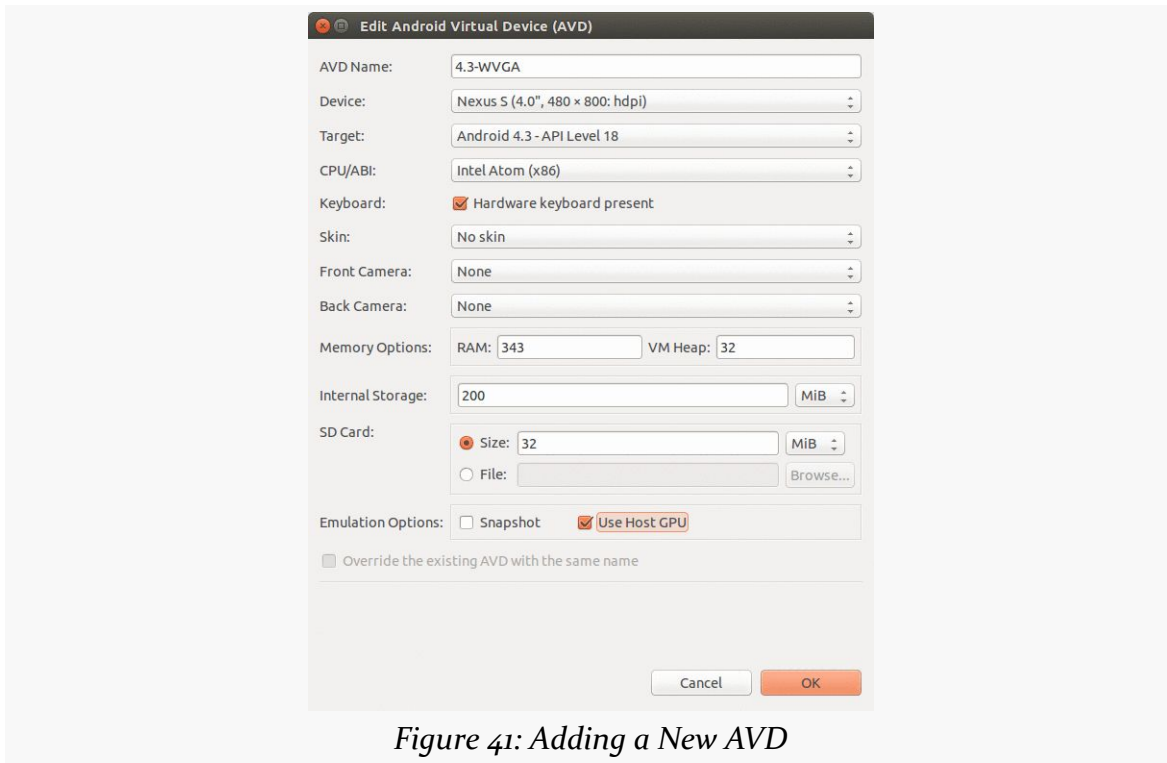 Edit Android Virtual Device (AVD)
AVD Name: 4.3-WVGA
Device: Nexus S (4.0", 480 × 800: hdpi)
Target: Android 4.3 - API Level 18
CPU/ABI: Intel Atom (x86)
Keyboard: Hardware keyboard present
Skin: No skin
Front Camera: None
Back Camera: None
Memory Options: RAM: 343 VM Heap: 32
Internal Storage: 200 MiB
SD Card:
Size: 32 MiB
File: Browse...
Emulation Options: Snapshot Use Host GPU
Override the existing AVD with the same name
Cancel OK
Figure 41: Adding a New AVD